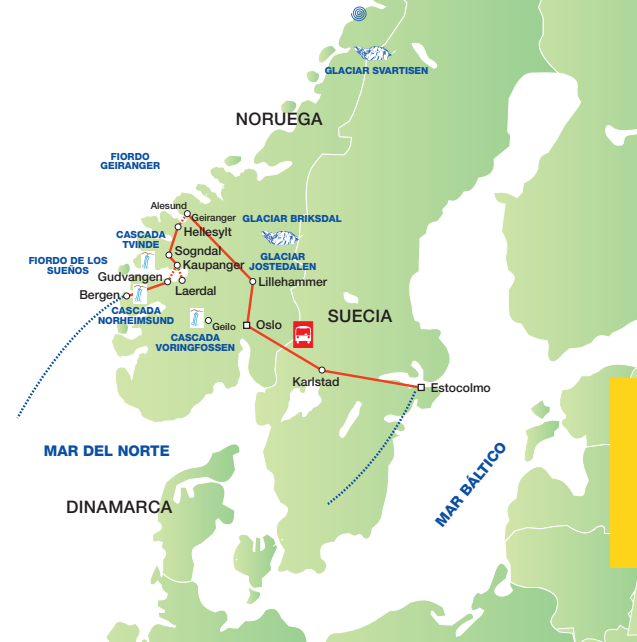 GLACIAR SVARTISEN
NORUEGA
FIORDO
GEIRANGER
Alesund
Geiranger
GLACIAR BRIKSDAL
Hellesylt
CASCADA
TVINDE
Sogndal
GLACIAR
JOSTEDALEN
FIORDO DE LOS
SUEÑOS
Kaupanger
Gudvangen
Laerdal
Lillehammer
Bergen
CASCADA
NORHEIMSUND
Geilo
Oslo
SUECIA
CASCADA
VORINGFOSSEN
Karlstad
Estocolmo
MAR DEL NORTE
MAR BÁLTICO
DINAMARCA